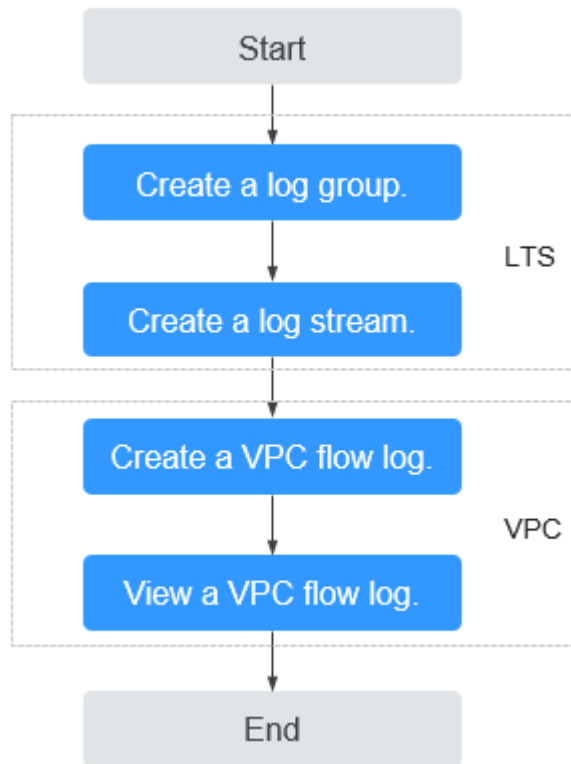 Start
Create a log group.
LTS
Create a log stream.
Create a VPC flow log.
VPC
View a VPC flow log.
End